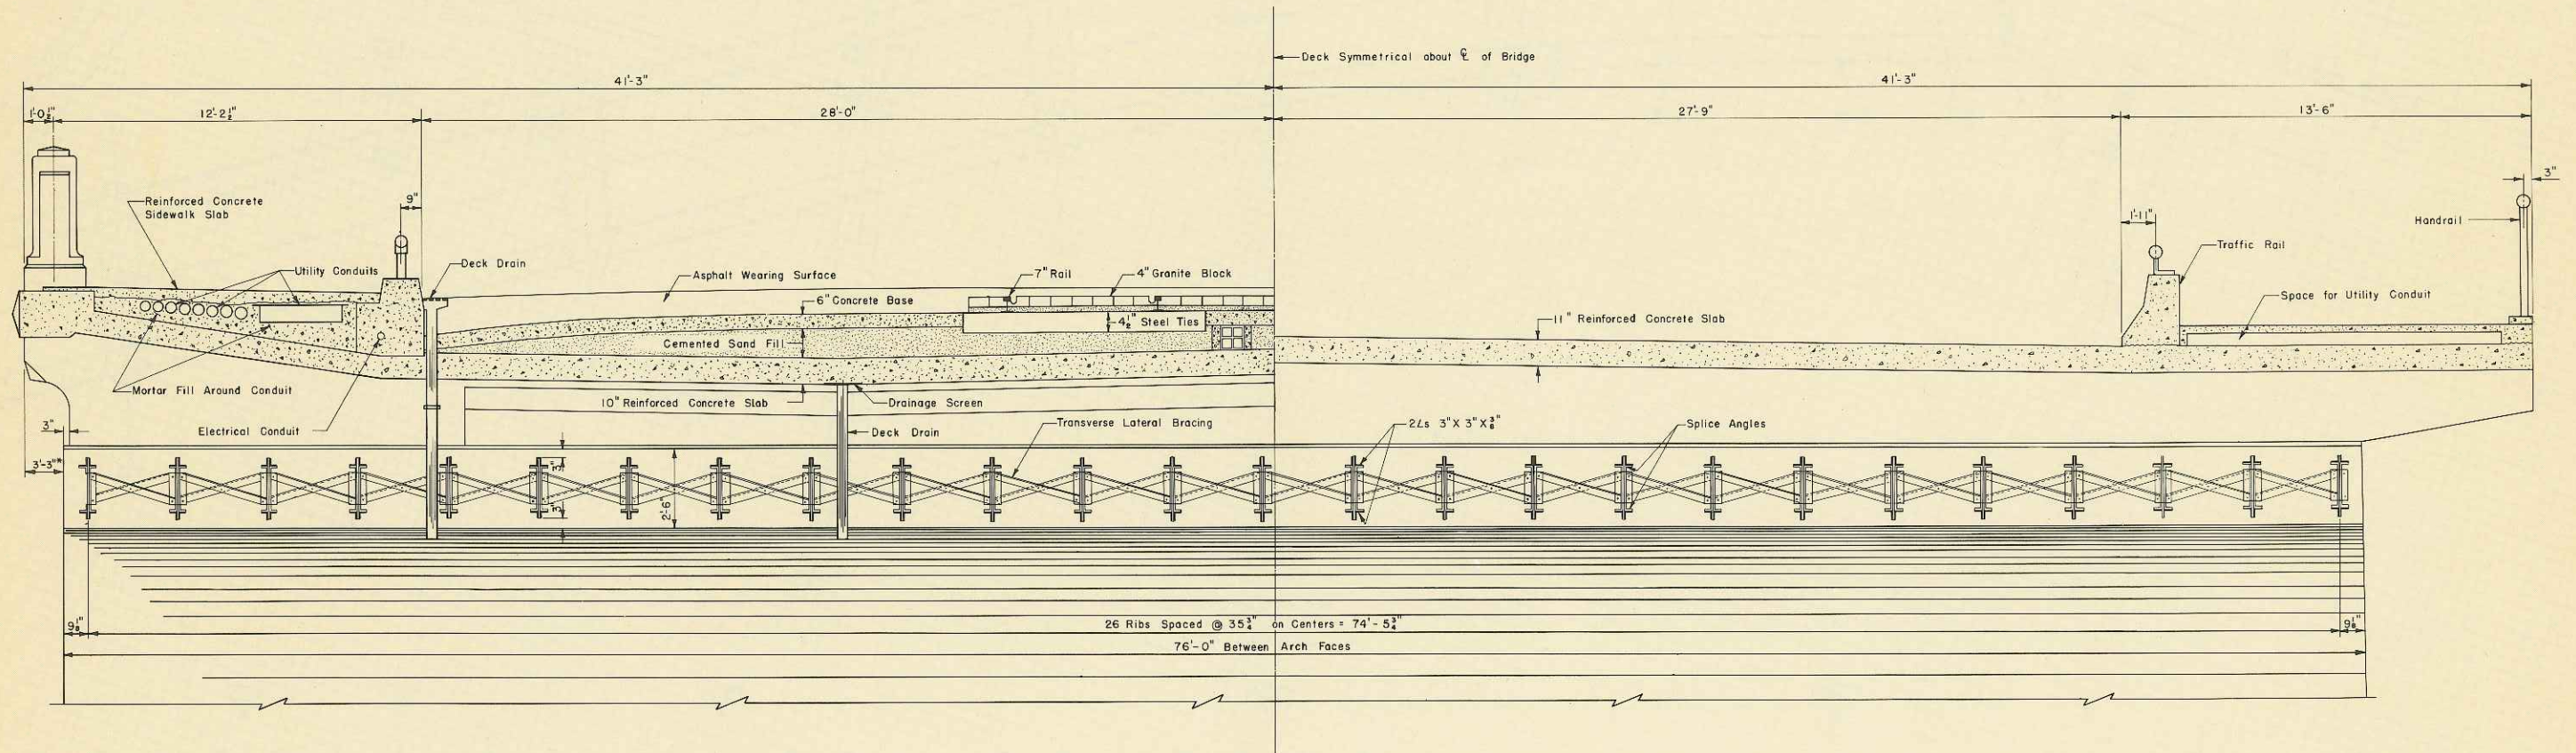 Deck Symmetrical about ℄ of Bridge
41'-3"
41'-3"
1'-0½"
12'-2½"
28'-0"
27'-9"
13'-6"
3"
9"
1'-11"
Reinforced Concrete
Sidewalk Slab
Handrail
Traffic Rail
Utility Conduits
Deck Drain
Asphalt Wearing Surface
7" Rail
4" Granite Block
6" Concrete Base
Space for Utility Conduit
4½" Steel Ties
11" Reinforced Concrete Slab
Cemented Sand Fill
Mortar Fill Around Conduit
10" Reinforced Concrete Slab
Drainage Screen
Electrical Conduit
3"
Deck Drain
Transverse Lateral Bracing
2Ls 3" X 3" X ⅜"
Splice Angles
3'-3"*
3"
2'-6"
3"
9⅛"
26 Ribs Spaced @ 35¾" on Centers = 74'-5¾"
9⅛"
76'-0" Between Arch Faces